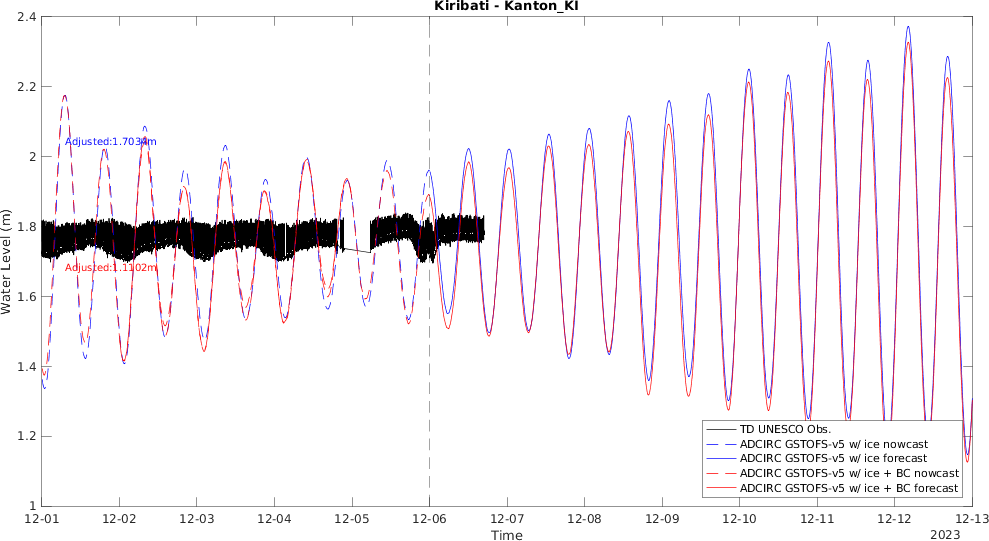 Kiribati - Kanton_KI
2.4
2.2
2
1.8
1.6
1.4
1.2
1
Water Level (m)
Adjusted:1.7034m
Adjusted:1.1102m
TD UNESCO Obs.
ADCIRC GSTOFS-v5 w/ ice nowcast
ADCIRC GSTOFS-v5 w/ ice forecast
ADCIRC GSTOFS-v5 w/ ice + BC nowcast
ADCIRC GSTOFS-v5 w/ ice + BC forecast
12-01 12-02 12-03 12-04 12-05 12-06 12-07 12-08 12-09 12-10 12-11 12-12 12-13
Time
2023